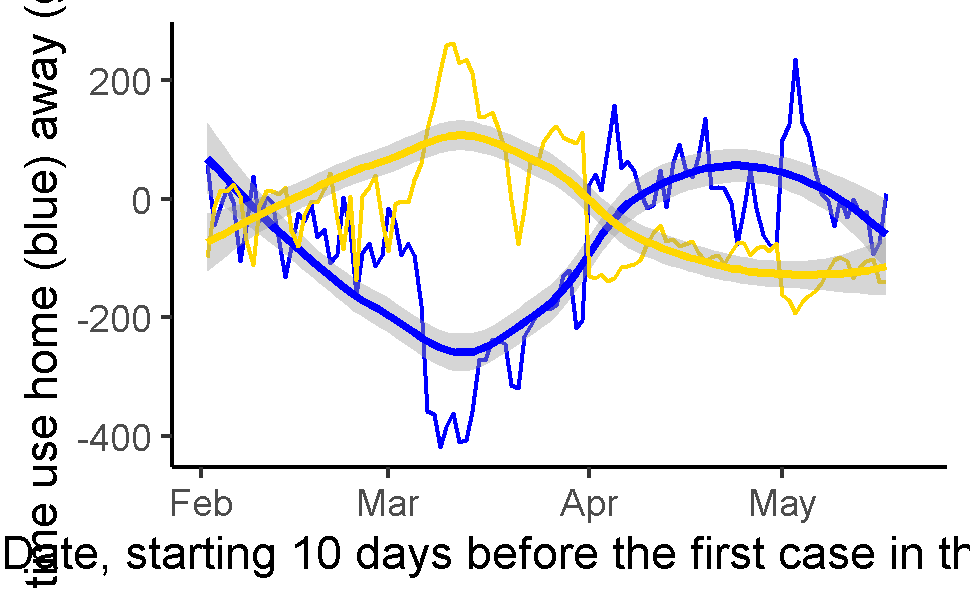 time use home (blue) away (
200
0
-200
-400
Feb Mar Apr May
Date, starting 10 days before the first case in th